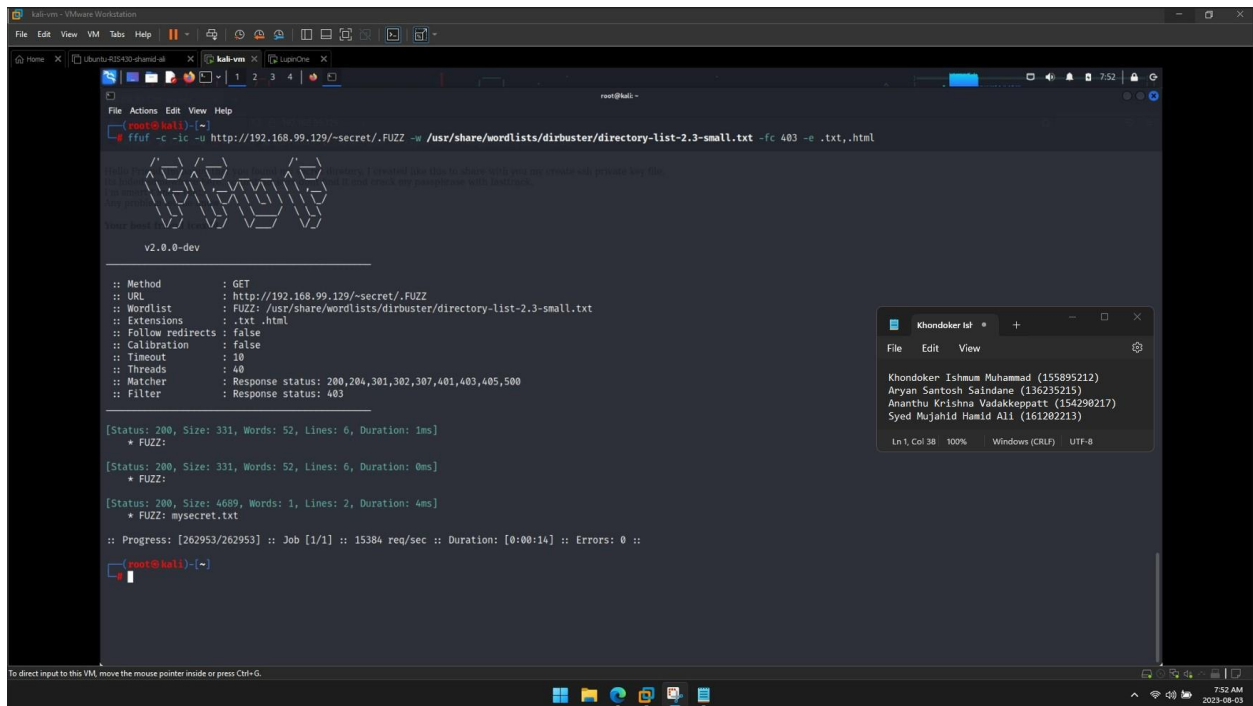 kali-vm - VMware Workstation
File Edit View VM Tabs Help
Home Ubuntu-RIS430-shamid-ali kali-vm LupinOne
1 2 3 4 7:52
root@kali: ~
File Actions Edit View Help
(root㉿kali)-[~]
# ffuf -c -ic -u http://192.168.99.129/~secret/.FUZZ -w /usr/share/wordlists/dirbuster/directory-list-2.3-small.txt -fc 403 -e .txt,.html
v2.0.0-dev
:: Method : GET
:: URL : http://192.168.99.129/~secret/.FUZZ
:: Wordlist : FUZZ: /usr/share/wordlists/dirbuster/directory-list-2.3-small.txt
:: Extensions : .txt .html
:: Follow redirects : false
:: Calibration : false
:: Timeout : 10
:: Threads : 40
:: Matcher : Response status: 200,204,301,302,307,401,403,405,500
:: Filter : Response status: 403
[Status: 200, Size: 331, Words: 52, Lines: 6, Duration: 1ms]
* FUZZ:
[Status: 200, Size: 331, Words: 52, Lines: 6, Duration: 0ms]
* FUZZ:
[Status: 200, Size: 4689, Words: 1, Lines: 2, Duration: 4ms]
* FUZZ: mysecret.txt
:: Progress: [262953/262953] :: Job [1/1] :: 15384 req/sec :: Duration: [0:00:14] :: Errors: 0 ::
(root㉿kali)-[~]
#
Khondoker Ish
File Edit View
Khondoker Ishmum Muhammad (155895212)
Aryan Santosh Saindane (136235215)
Ananthu Krishna Vadakkeppatt (154290217)
Syed Mujahid Hamid Ali (161202213)
Ln 1, Col 38 100% Windows (CRLF) UTF-8
To direct input to this VM, move the mouse pointer inside or press Ctrl+G.
7:52 AM
2023-08-03